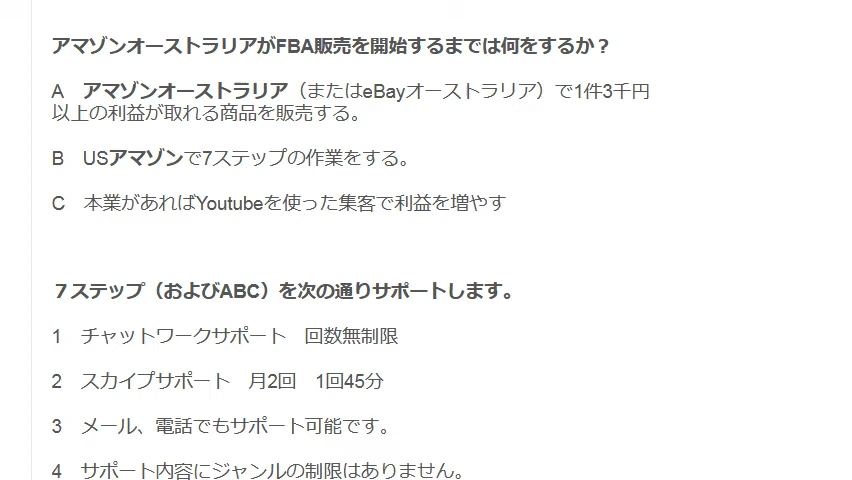 アマゾンオーストラリアがFBA販売を開始するまでは何をするか？
A　アマゾンオーストラリア（またはeBayオーストラリア）で1件3千円
以上の利益が取れる商品を販売する。
B　USアマゾンで7ステップの作業をする。
C　本業があればYoutubeを使った集客で利益を増やす
７ステップ（およびABC）を次の通りサポートします。
1　チャットワークサポート　回数無制限
2　スカイプサポート　月2回　1回45分
3　メール、電話でもサポート可能です。
4　サポート内容にジャンルの制限はありません。